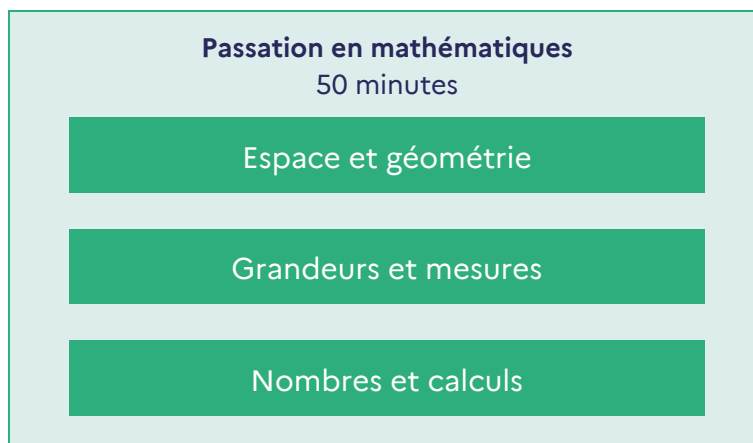 Passation en mathématiques
50 minutes
Espace et géométrie
Grandeurs et mesures
Nombres et calculs